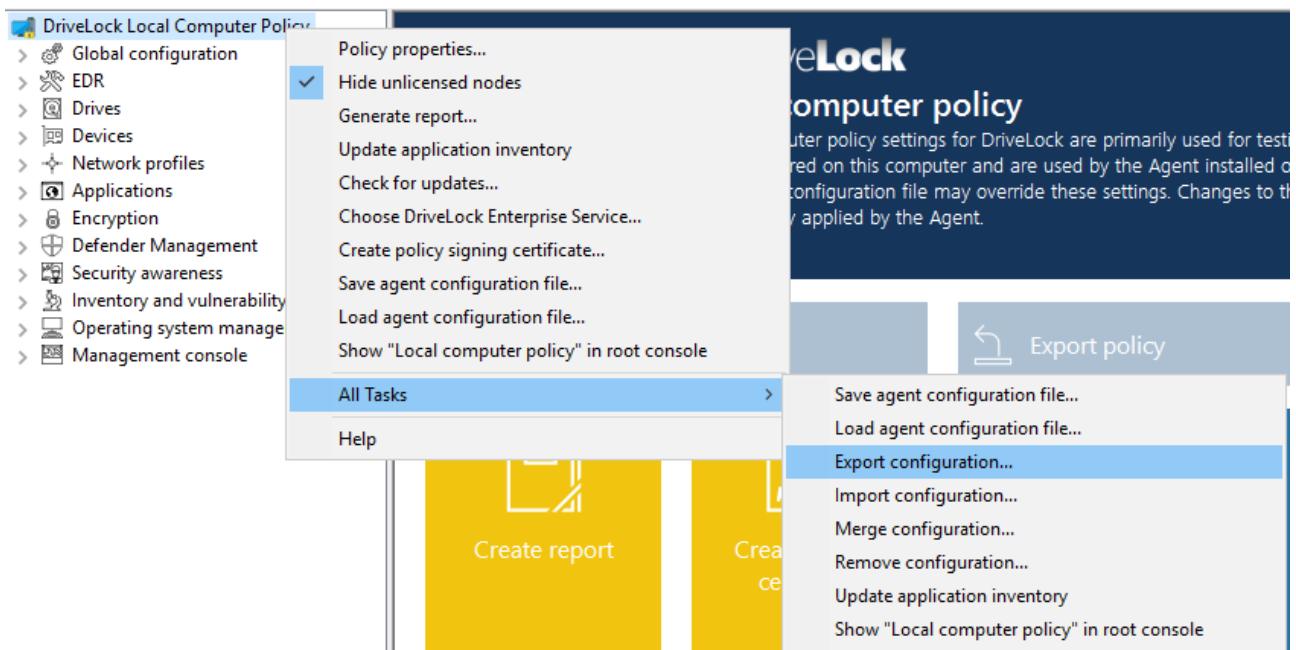 DriveLock Local Computer Policy
Global configuration
EDR
Drives
Devices
Network profiles
Applications
Encryption
Defender Management
Security awareness
Inventory and vulnerability
Operating system manage
Management console
Policy properties...
Hide unlicensed nodes
Generate report...
Update application inventory
Check for updates...
Choose DriveLock Enterprise Service...
Create policy signing certificate...
Save agent configuration file...
Load agent configuration file...
Show "Local computer policy" in root console
All Tasks
Help
Save agent configuration file...
Load agent configuration file...
Export configuration...
Import configuration...
Merge configuration...
Remove configuration...
Update application inventory
Show "Local computer policy" in root console
veLock
computer policy
uter policy settings for DriveLock are primarily used for testi
red on this computer and are used by the Agent installed o
configuration file may override these settings. Changes to th
y applied by the Agent.
Export policy
Create report
Crea
ce